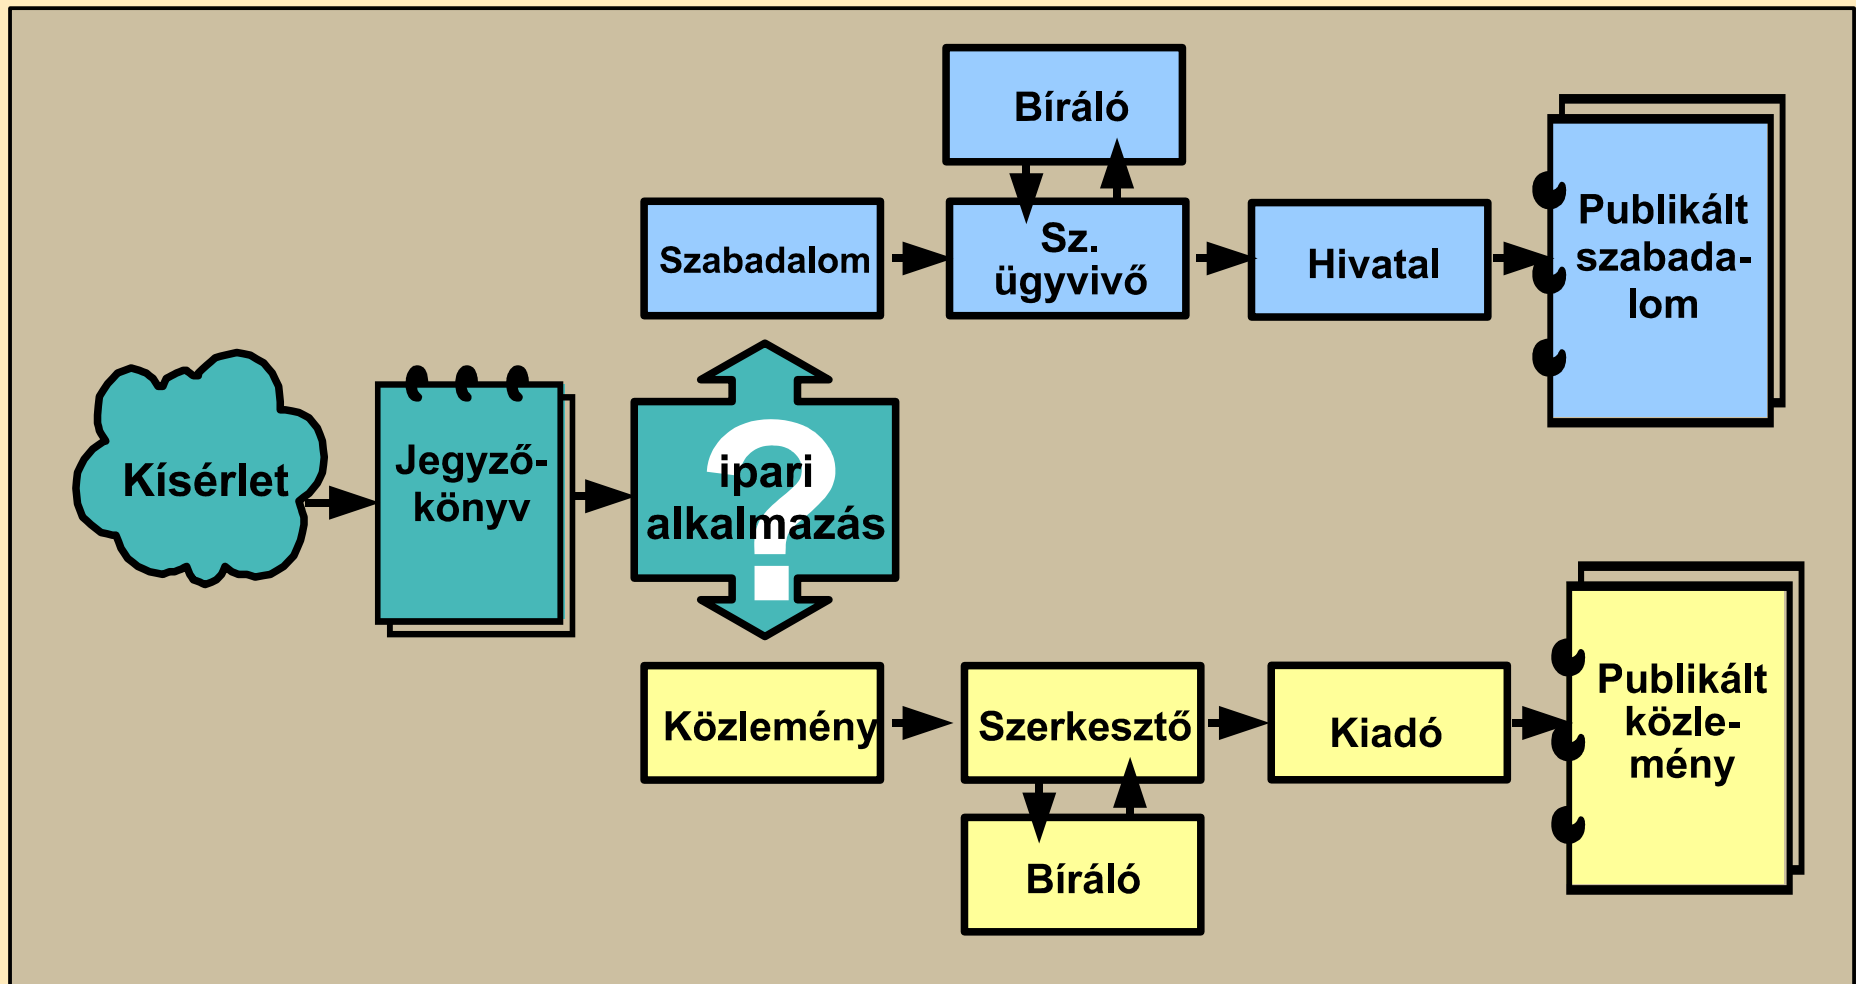 Bíráló
Szabadalom
Sz.
ügyvivő
Hivatal
Publikált
szabada-
lom
Kísérlet
Jegyző-
könyv
?
ipari
alkalmazás
Közlemény
Szerkesztő
Kiadó
Publikált
közle-
mény
Bíráló